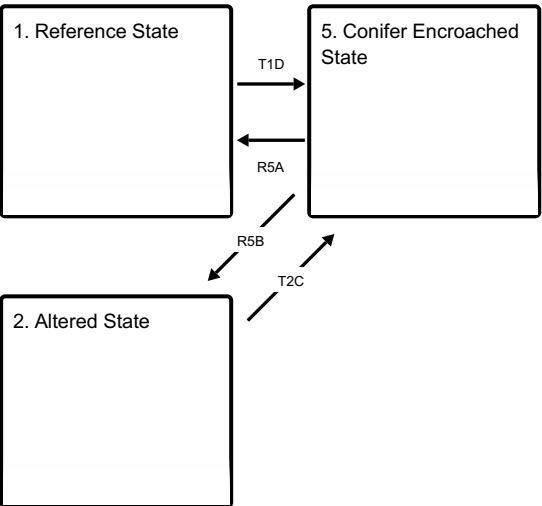 1. Reference State
5. Conifer Encroached
State
T1D
R5A
R5B
T2C
2. Altered State